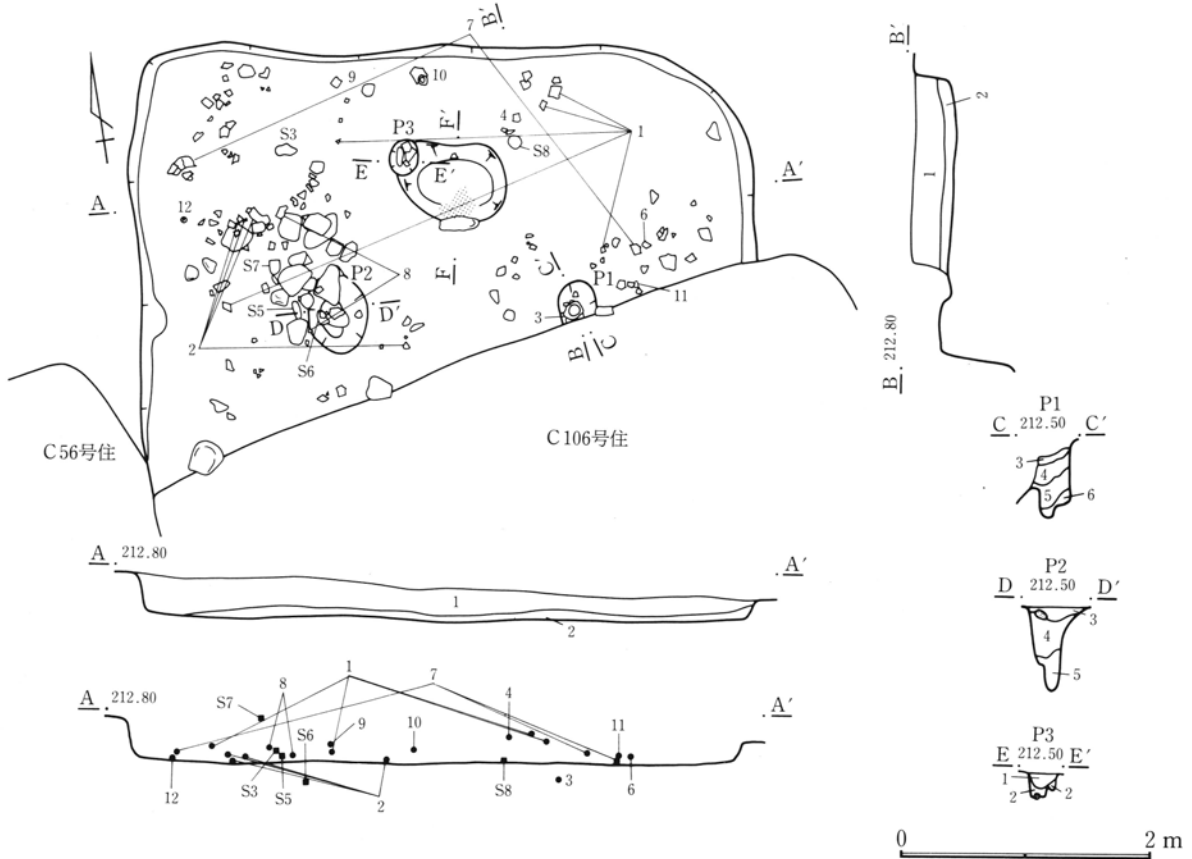 7
B′
B′
9
10
2
4
P3
F′
1
S3
S8
E
E′
A′
A
12
6
1
S7
P2
F
8
C′
P1
11
D′
S5
D
3
2
B
C
S6
B
212.80
C56号住
C106号住
P1
C
212.50
C′
3
4
5
6
A
212.80
A′
1
2
P2
D
212.50
D′
3
4
5
1
7
A
212.80
A′
S7
8
S6
9
10
4
11
12
S3
S5
2
S8
3
6
P3
E
212.50
E′
1
2
2
0
2 m